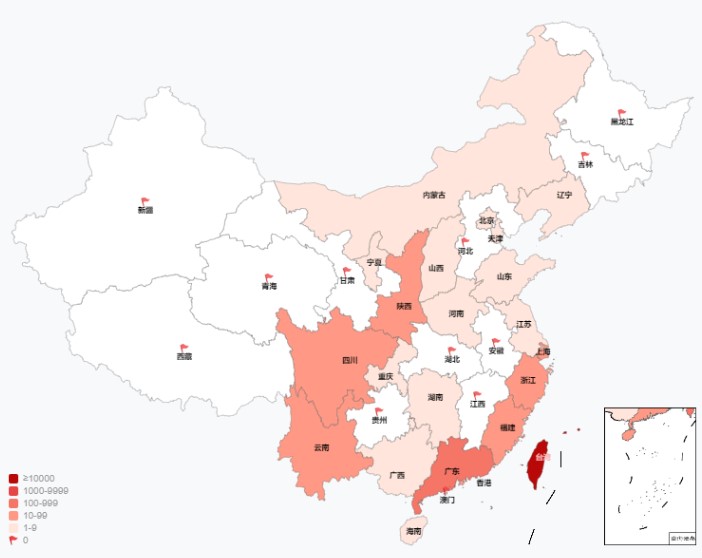 黑龙江
吉林
新疆
内蒙古
辽宁
北京
天津
河北
宁夏
山西
甘肃
青海
山东
陕西
河南
江苏
西藏
四川
湖北
安徽
上海
重庆
浙江
湖南
江西
贵州
福建
云南
台湾
广西
广东
香港
澳门
海南
≥10000
1000-9999
100-999
10-99
1-9
0